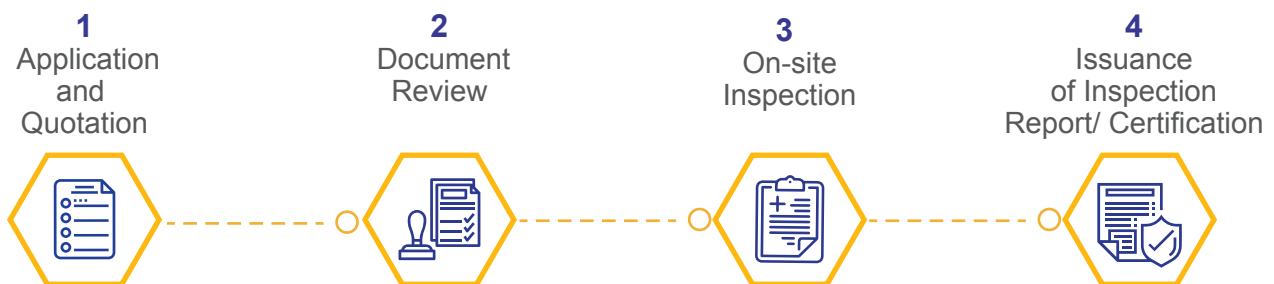 1
Application
and
Quotation
2
Document
Review
3
On-site
Inspection
4
Issuance
of Inspection
Report/ Certification